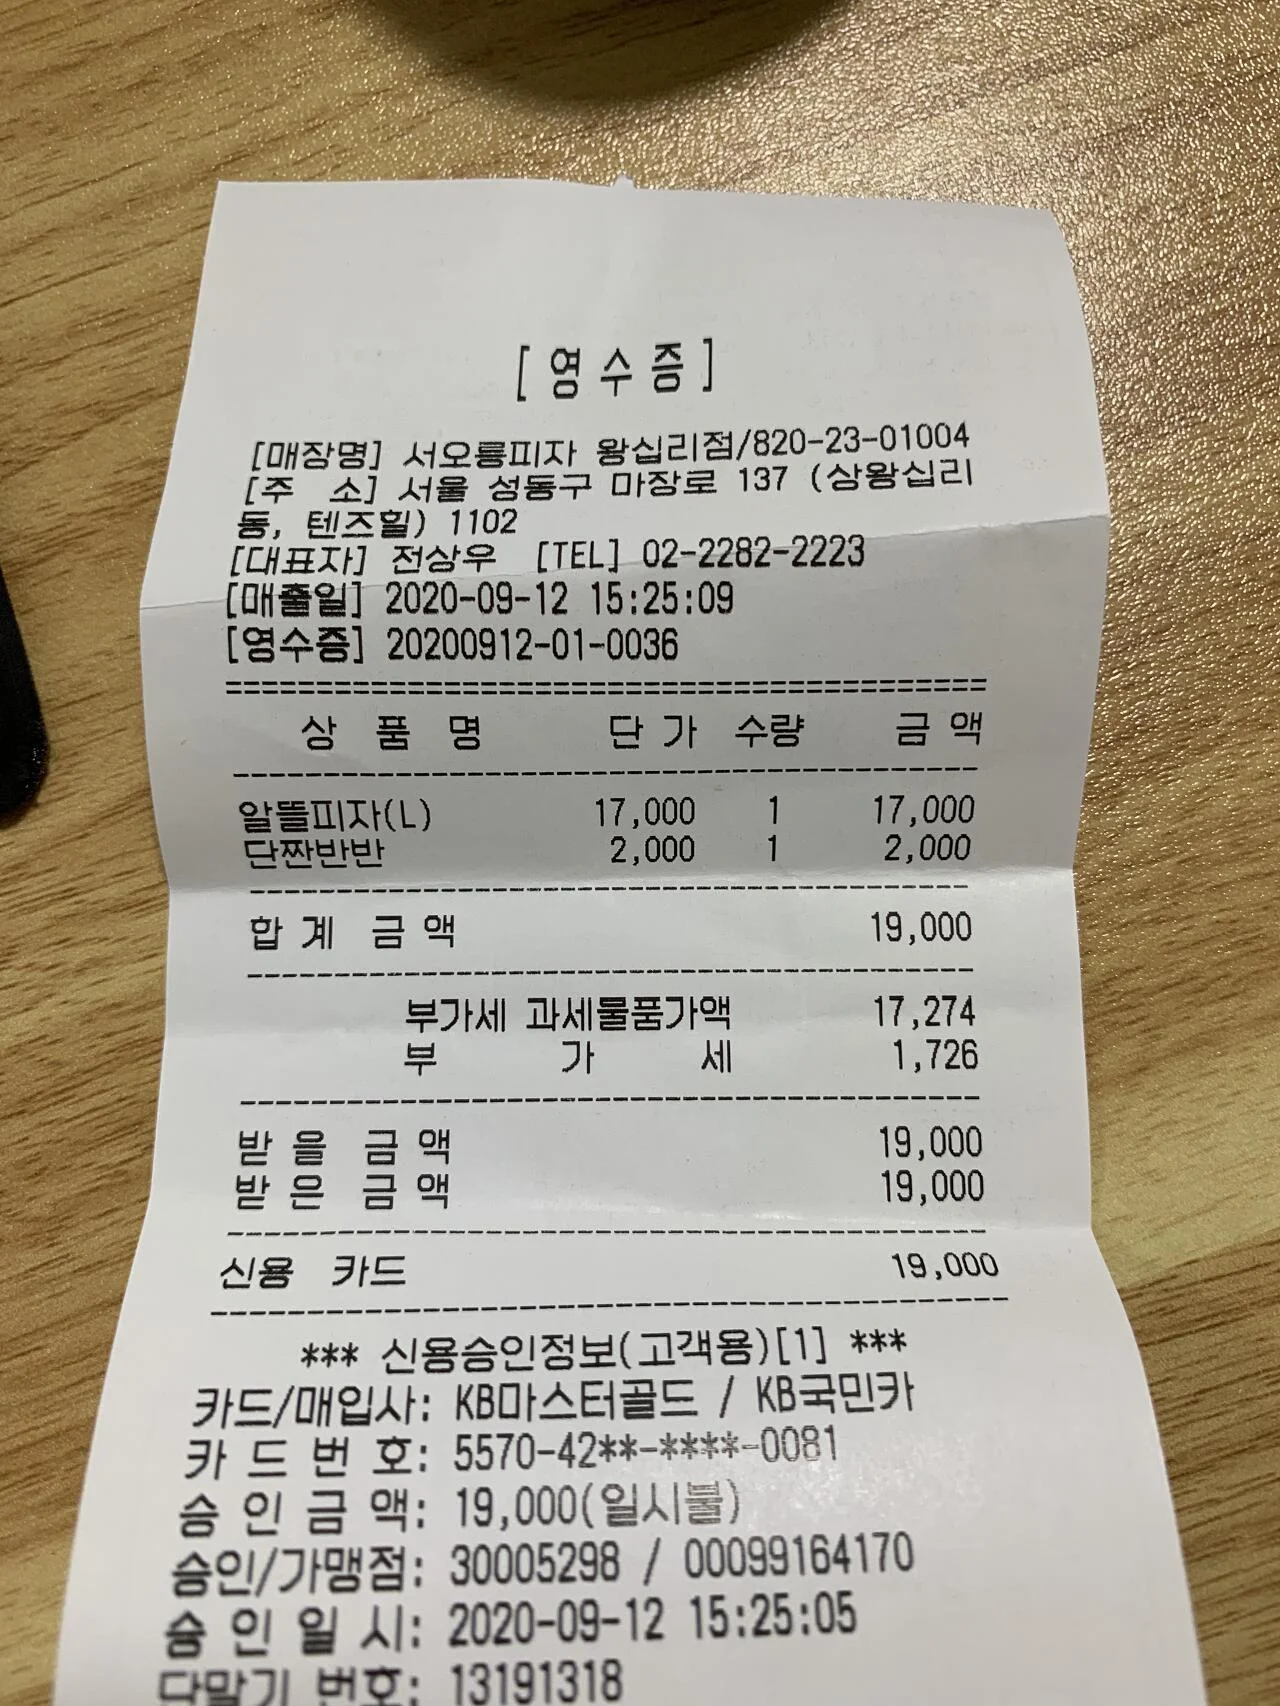 [영수증]
[매장명] 서오릉피자 왕십리점/820-23-01004
[주 소] 서울 성동구 마장로 137 (상왕십리
동, 텐즈힐) 1102
[대표자] 전상우 [TEL] 02-2282-2223
[매출일] 2020-09-12 15:25:09
[영수증] 20200912-01-0036
========================================
상 품 명 단 가 수량 금 액
알뜰피자(L) 17,000 1 17,000
단짠반반 2,000 1 2,000
합 계 금 액 19,000
부가세 과세물품가액 17,274
부 가 세 1,726
받 을 금 액 19,000
받 은 금 액 19,000
신용 카드 19,000
*** 신용승인정보(고객용)[1] ***
카드/매입사: KB마스터골드 / KB국민카
카 드 번 호: 5570-42**-****-0081
승 인 금 액: 19,000(일시불)
승인/가맹점: 30005298 / 00099164170
승 인 일 시: 2020-09-12 15:25:05
단말기 번호: 13191318